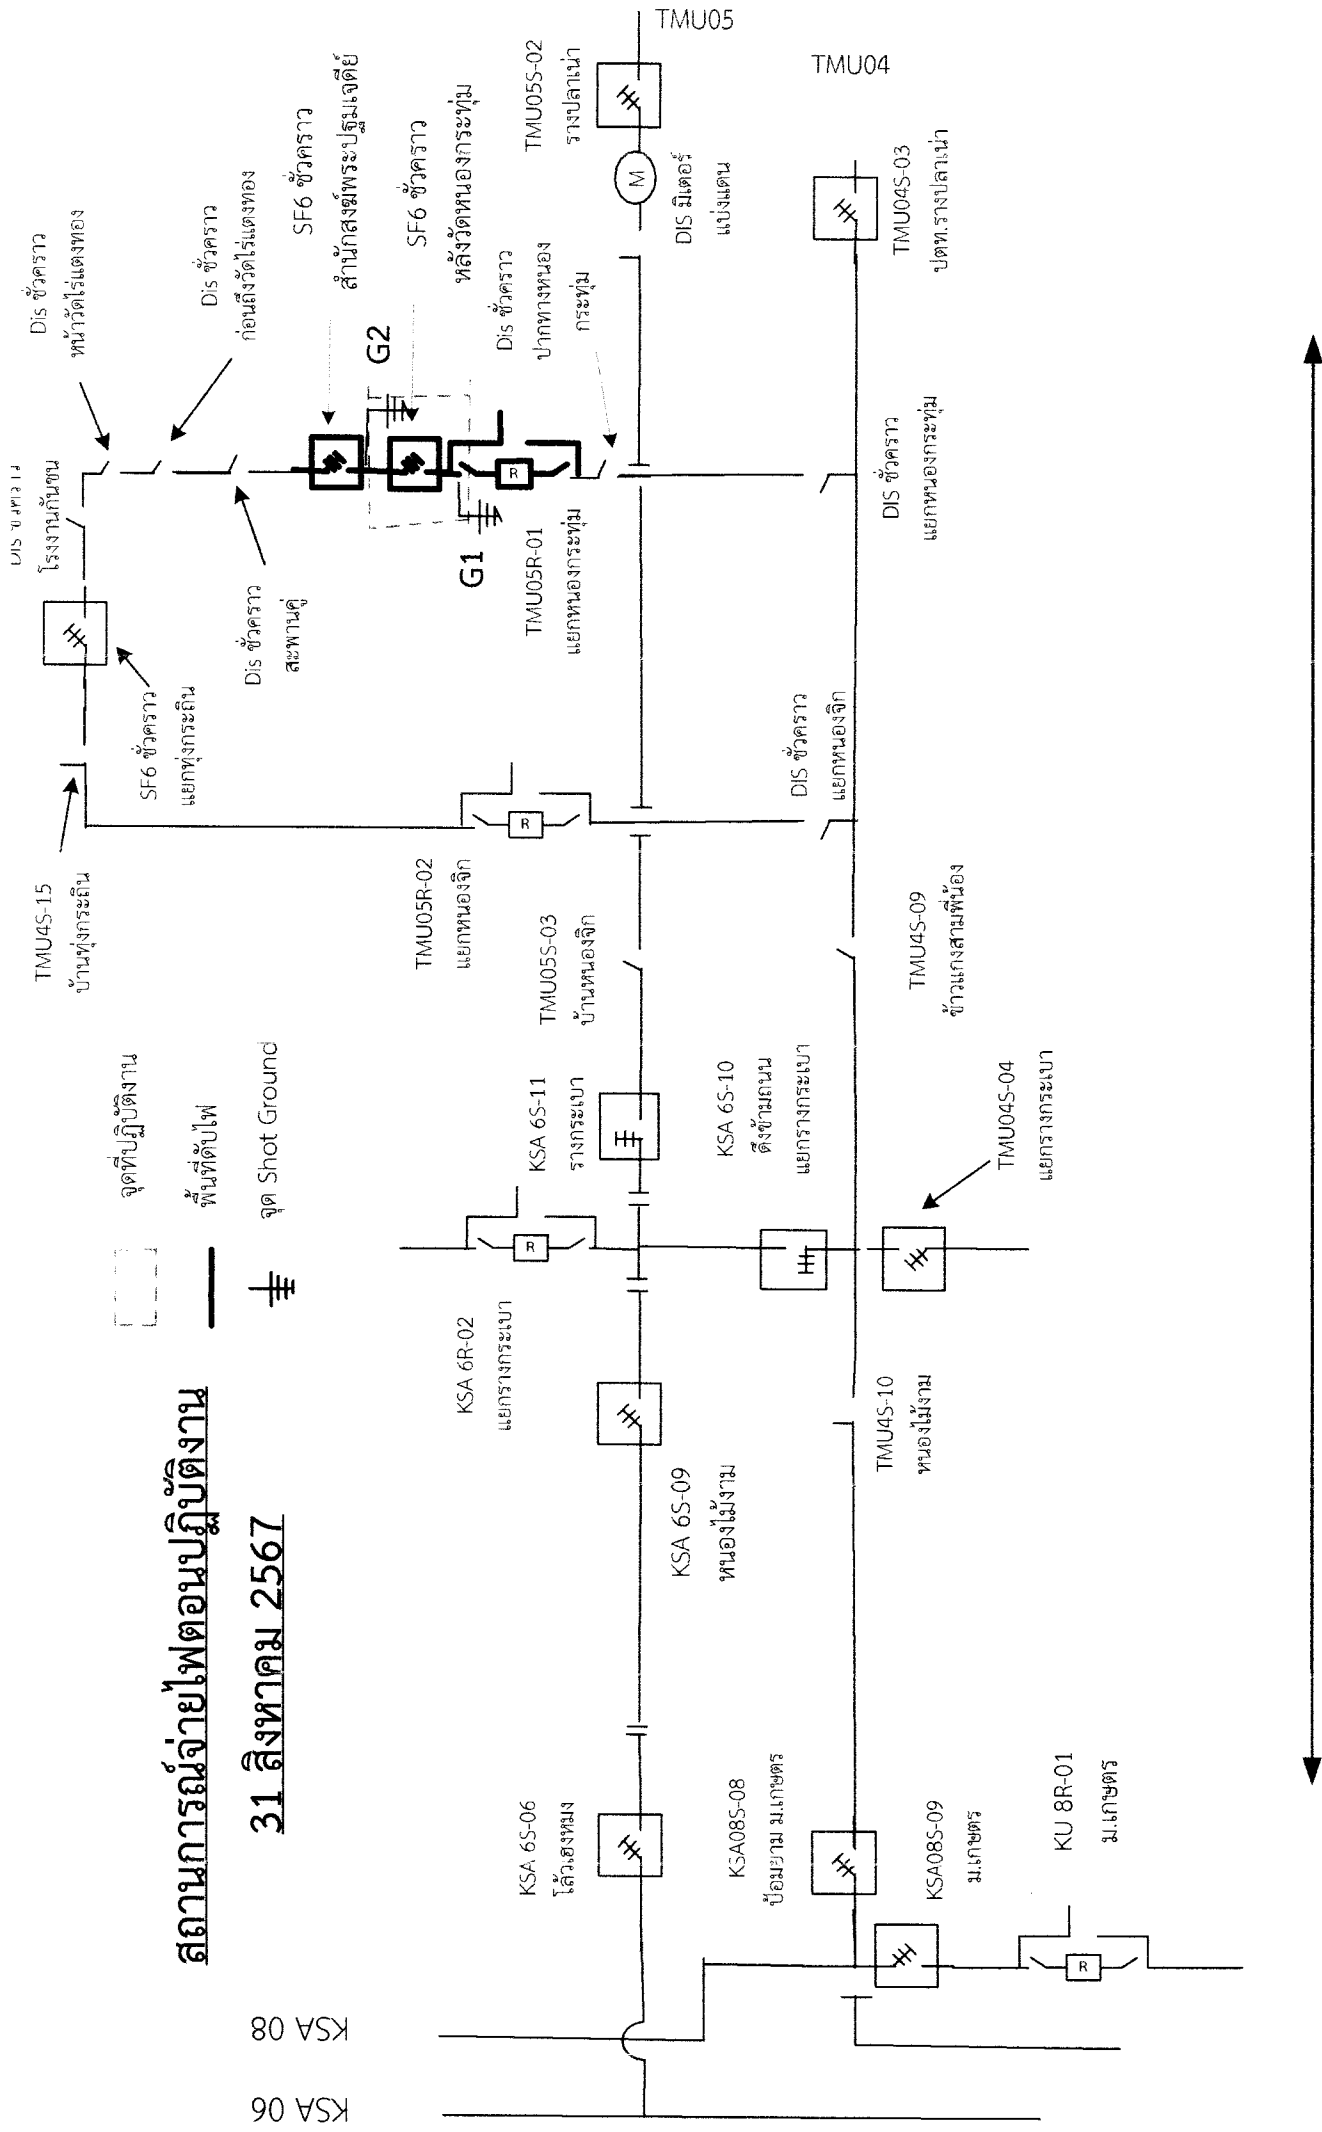 สถานการณ์จ่ายไฟตอนปฏิบัติงาน
31 สิงหาคม 2567
จุดที่ปฏิบัติงาน
พื้นที่ดับไฟ
จุด Shot Ground
KSA 06
KSA 08
KSA 6S-06
โล้วเฮงหมง
KSA08S-08
ป้อมยาม ม.เกษตร
KSA08S-09
ม.เกษตร
KU 8R-01
ม.เกษตร
R
KSA 6S-09
หนองไม้งาม
TMU4S-10
หนองไม้งาม
KSA 6R-02
แยกรางกระเบา
R
KSA 6S-11
รางกระเบา
KSA 6S-10
ดึงข้ามถนน
แยกรางกระเบา
TMU04S-04
แยกรางกระเบา
TMU4S-15
บ้านทุ่งกระถิน
TMU05R-02
แยกหนองจิก
R
TMU05S-03
บ้านหนองจิก
TMU4S-09
ข้าวแกงสามพี่น้อง
SF6 ชั่วคราว
แยกทุ่งกระถิน
DIS ชั่วคราว
แยกหนองจิก
Dis ชั่วคราว
สะพานคู่
โรงงานกันชน
Dis ชั่วคราว
หน้าวัดไร่แตงทอง
Dis ชั่วคราว
ก่อนถึงวัดไร่แตงทอง
SF6 ชั่วคราว
สำนักสงฆ์พระปฐมเจดีย์
SF6 ชั่วคราว
หลังวัดหนองกระทุ่ม
G2
G1
R
TMU05R-01
แยกหนองกระทุ่ม
Dis ชั่วคราว
ปากทางหนอง
กระทุ่ม
DIS ชั่วคราว
แยกหนองกระทุ่ม
TMU05S-02
รางปลาเน่า
M
DIS มิเตอร์
แบ่งแดน
TMU04S-03
ปตท.รางปลาเน่า
TMU05
TMU04